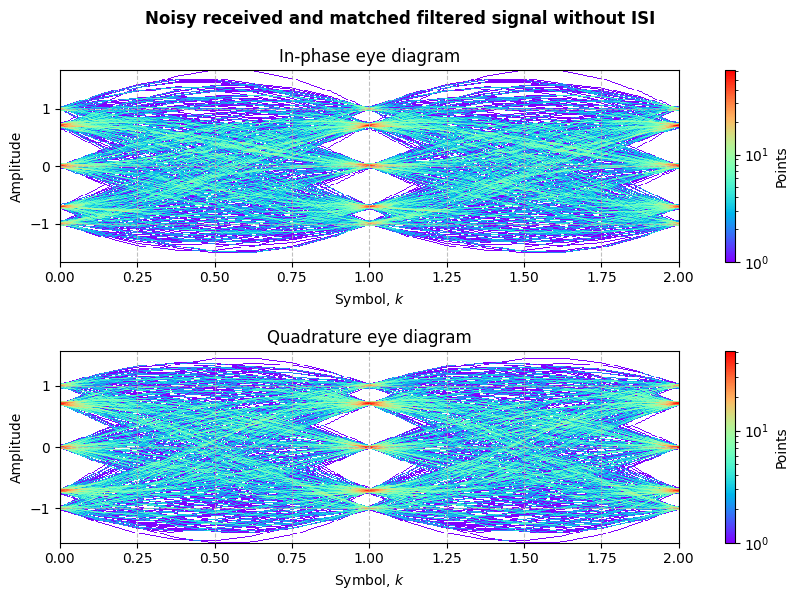 Noisy received and matched filtered signal without ISI
In-phase eye diagram
Amplitude
1
0
−1
0.00 0.25 0.50 0.75 1.00 1.25 1.50 1.75 2.00
Symbol, k
10¹
10⁰
Points
Quadrature eye diagram
Amplitude
1
0
−1
0.00 0.25 0.50 0.75 1.00 1.25 1.50 1.75 2.00
Symbol, k
10¹
10⁰
Points